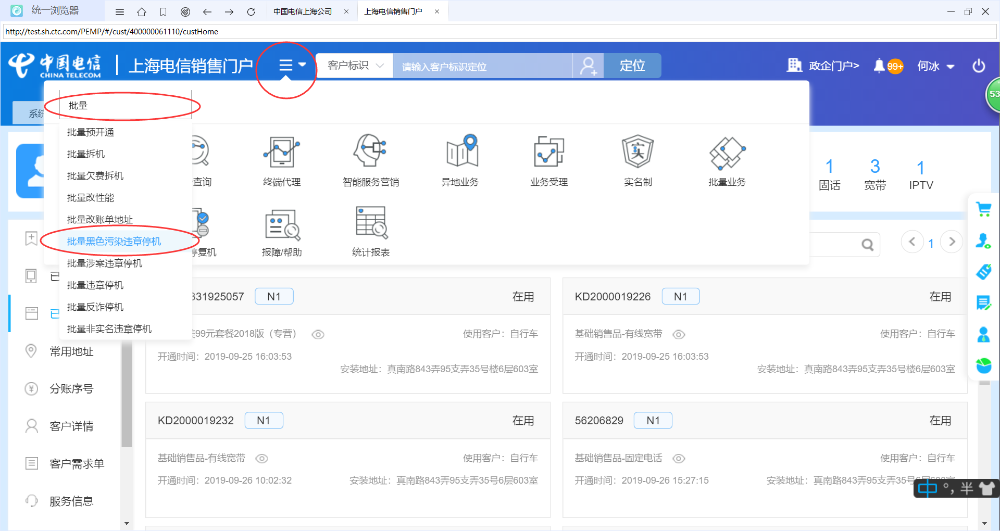 统一浏览器
中国电信上海公司
上海电信销售门户
http://test.sh.ctc.com/PEMP/#/cust/400000061110/custHome
中国电信
CHINA TELECOM
上海电信销售门户
客户标识
请输入客户标识定位
定位
政企门户>
99+
何冰
53
系统
批量
批量预开通
批量拆机
批量欠费拆机
批量改性能
批量改账单地址
批量黑色污染违章停机
批量涉案违章停机
批量违章停机
批量反诈停机
批量非实名违章停机
查询
终端代理
智能服务营销
异地业务
业务受理
实
实名制
批量业务
停复机
报障/帮助
统计报表
1
固话
3
宽带
1
IPTV
1
已
已
常用地址
分账序号
客户详情
客户需求单
服务信息
331925057
N1
在用
99元套餐2018版（专营）
使用客户：自行车
开通时间：2019-09-25 16:03:53
安装地址：真南路843弄95支弄35号楼6层603室
KD2000019226
N1
在用
基础销售品-有线宽带
使用客户：自行车
开通时间：2019-09-25 16:03:53
安装地址：真南路843弄95支弄35号楼6层603室
KD2000019232
N1
在用
基础销售品-有线宽带
使用客户：自行车
开通时间：2019-09-26 10:02:32
安装地址：真南路843弄95支弄35号6层603室
56206829
N1
在用
基础销售品-固定电话
使用客户：自行车
开通时间：2019-09-26 15:27:15
安装地址：真南路843弄95支弄35号6层603室
中 °, 半